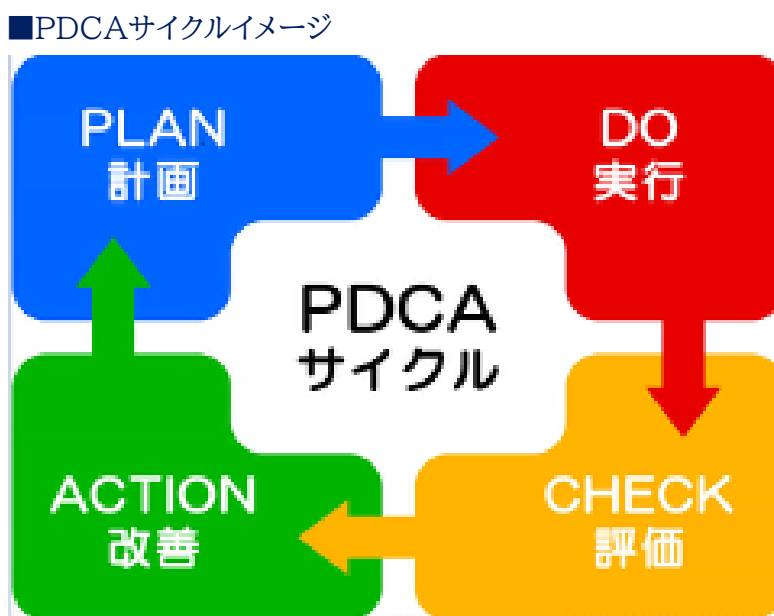 ■PDCAサイクルイメージ
PLAN
計画
DO
実行
PDCA
サイクル
ACTION
改善
CHECK
評価